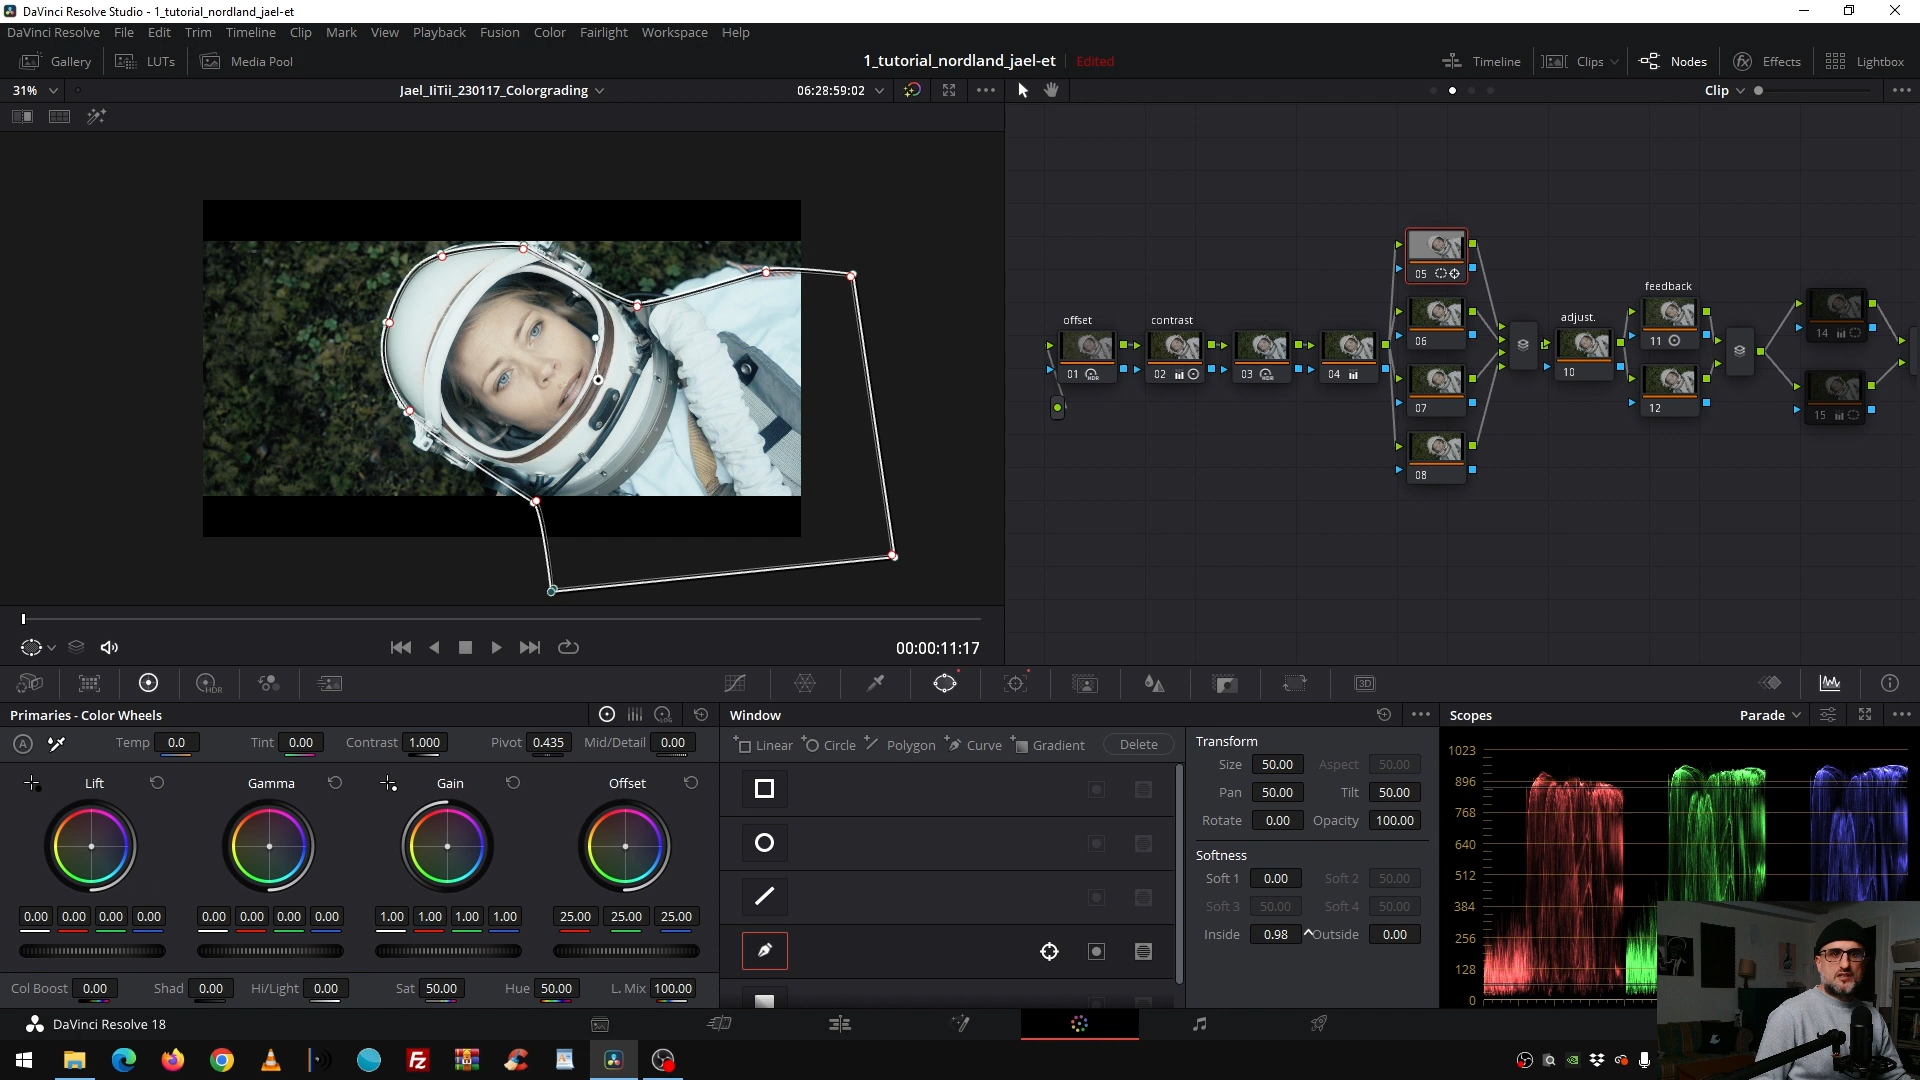 DaVinci Resolve Studio - 1_tutorial_nordland_jael-et
DaVinci Resolve File Edit Trim Timeline Clip Mark View Playback Fusion Color Fairlight Workspace Help
Gallery LUTs Media Pool 1_tutorial_nordland_jael-et Edited Timeline Clips Nodes Effects Lightbox
31% Jael_IiTii_230117_Colorgrading 06:28:59:02 Clip
05
feedback
offset contrast adjust.
06 11 14
01 HDR 02 03 HDR 04 10
07 12 15
08
00:00:11:17
HDR 3D
Primaries - Color Wheels LOG Window Scopes Parade
A Temp 0.0 Tint 0.00 Contrast 1.000 Pivot 0.435 Mid/Detail 0.00
Linear Circle Polygon Curve Gradient Delete
Transform
Size 50.00 Aspect 50.00
Pan 50.00 Tilt 50.00
Rotate 0.00 Opacity 100.00
Softness
Soft 1 0.00 Soft 2 50.00
Soft 3 50.00 Soft 4 50.00
Inside 0.98 Outside 0.00
Lift Gamma Gain Offset
0.00 0.00 0.00 0.00 0.00 0.00 0.00 0.00 1.00 1.00 1.00 1.00 25.00 25.00 25.00
Col Boost 0.00 Shad 0.00 Hi/Light 0.00 Sat 50.00 Hue 50.00 L. Mix 100.00
1023
896
768
640
512
384
256
128
0
DaVinci Resolve 18
FZ